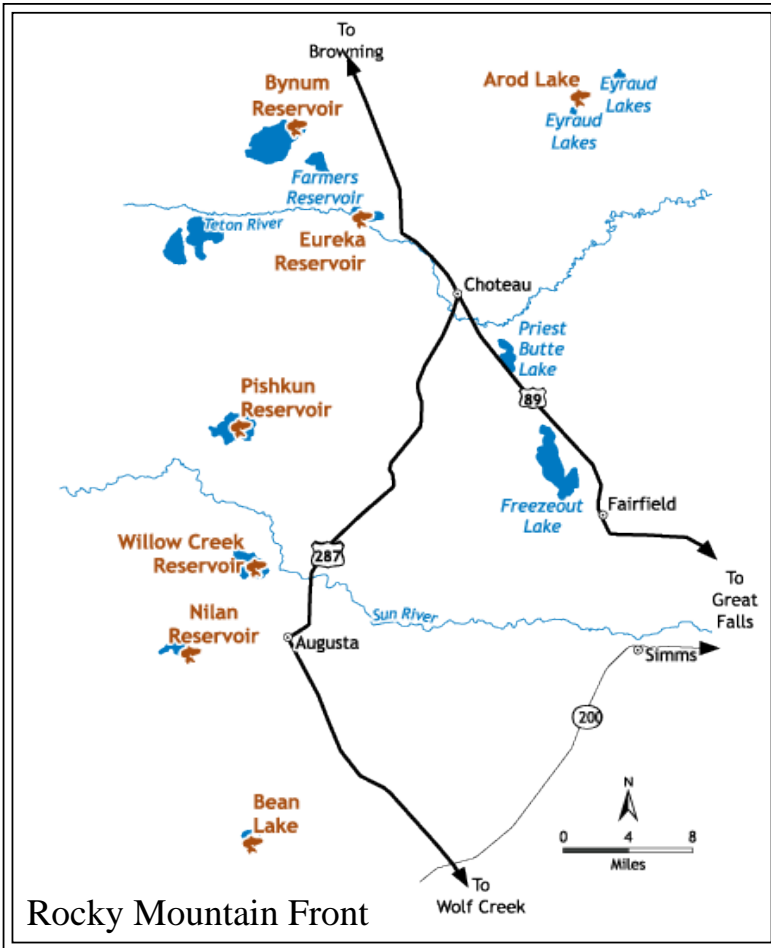 To
Browning
Bynum
Reservoir
Arod Lake
Eyraud
Lakes
Eyraud
Lakes
Farmers
Reservoir
Teton River
Eureka
Reservoir
Choteau
Priest
Butte
Lake
89
Pishkun
Reservoir
Freezeout
Lake
Fairfield
Willow Creek
Reservoir
287
To
Great
Falls
Nilan
Reservoir
Sun River
Augusta
Simms
200
Bean
Lake
N
0 4 8
Miles
To
Wolf Creek
Rocky Mountain Front